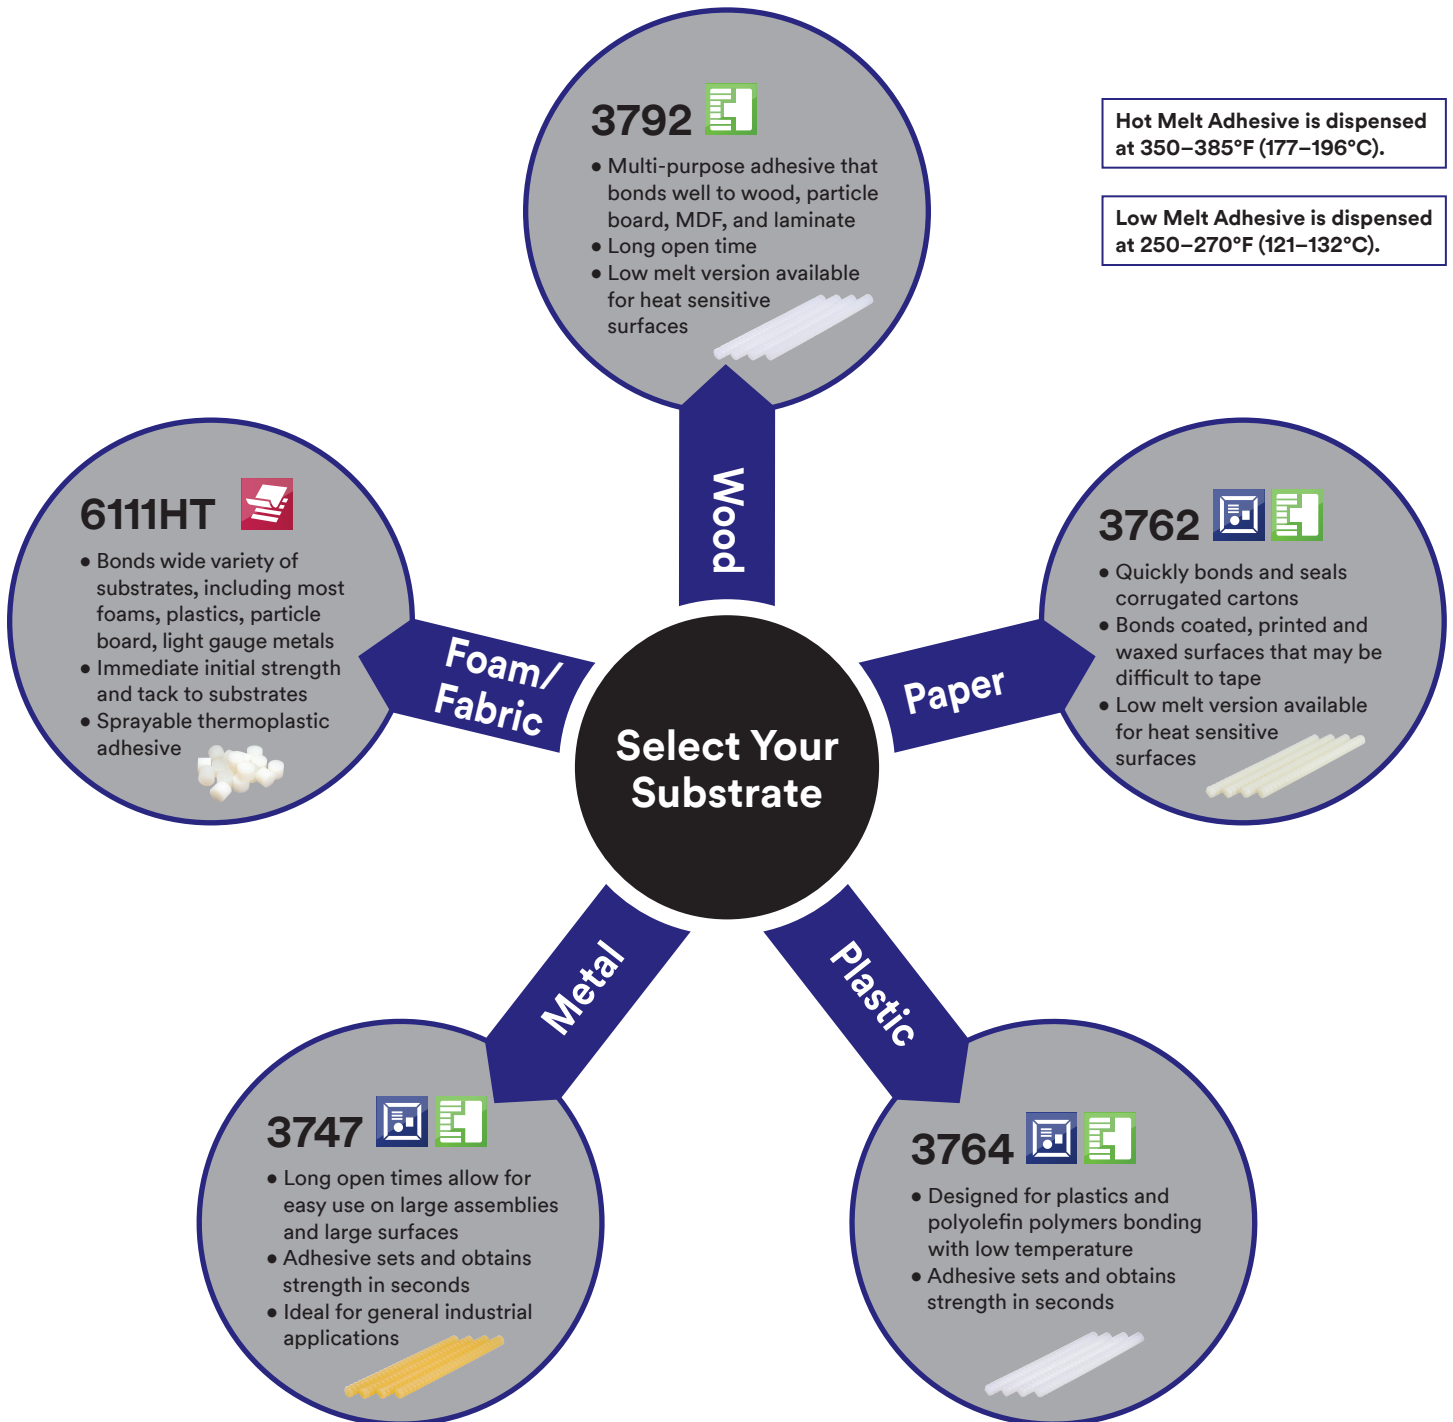 3792
• Multi-purpose adhesive that
bonds well to wood, particle
board, MDF, and laminate
• Long open time
• Low melt version available
for heat sensitive
surfaces
Hot Melt Adhesive is dispensed
at 350–385°F (177–196°C).
Low Melt Adhesive is dispensed
at 250–270°F (121–132°C).
Wood
6111HT
• Bonds wide variety of
substrates, including most
foams, plastics, particle
board, light gauge metals
• Immediate initial strength
and tack to substrates
• Sprayable thermoplastic
adhesive
Foam/
Fabric
3762
• Quickly bonds and seals
corrugated cartons
• Bonds coated, printed and
waxed surfaces that may be
difficult to tape
• Low melt version available
for heat sensitive
surfaces
Paper
Select Your
Substrate
Metal
Plastic
3747
• Long open times allow for
easy use on large assemblies
and large surfaces
• Adhesive sets and obtains
strength in seconds
• Ideal for general industrial
applications
3764
• Designed for plastics and
polyolefin polymers bonding
with low temperature
• Adhesive sets and obtains
strength in seconds